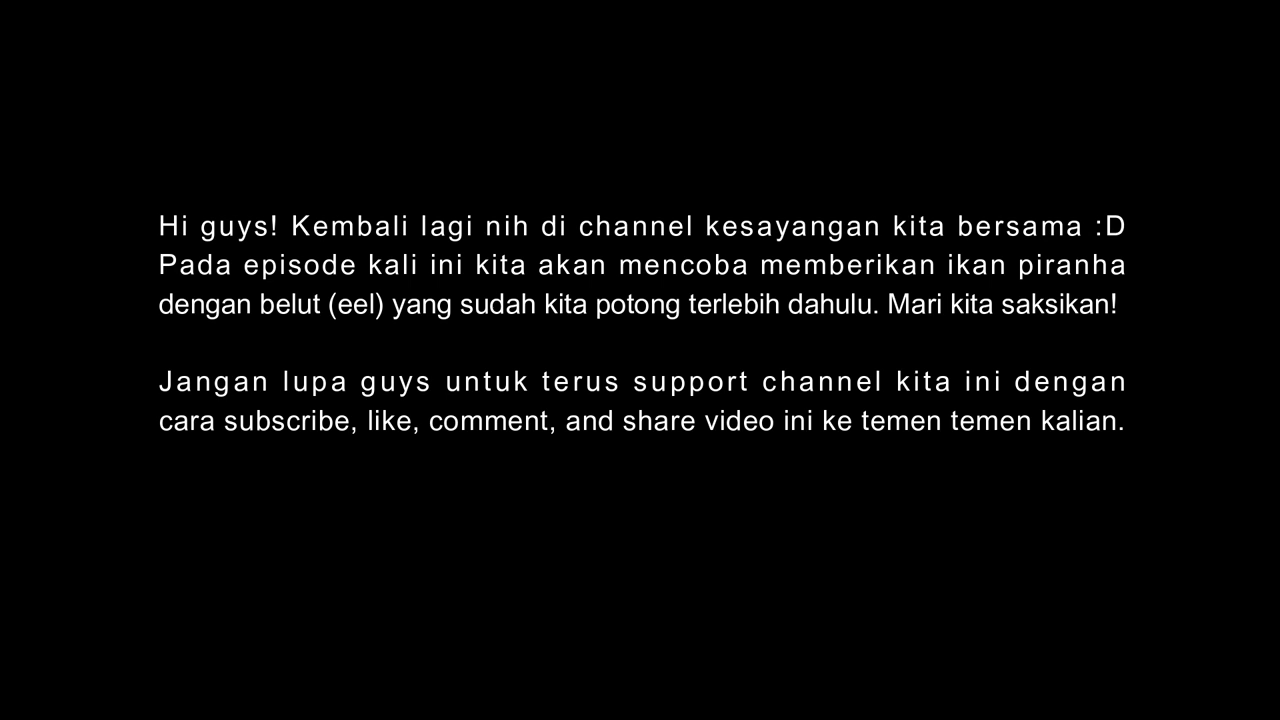 Hi guys! Kembali lagi nih di channel kesayangan kita bersama :D
Pada episode kali ini kita akan mencoba memberikan ikan piranha
dengan belut (eel) yang sudah kita potong terlebih dahulu. Mari kita saksikan!
Jangan lupa guys untuk terus support channel kita ini dengan
cara subscribe, like, comment, and share video ini ke temen temen kalian.